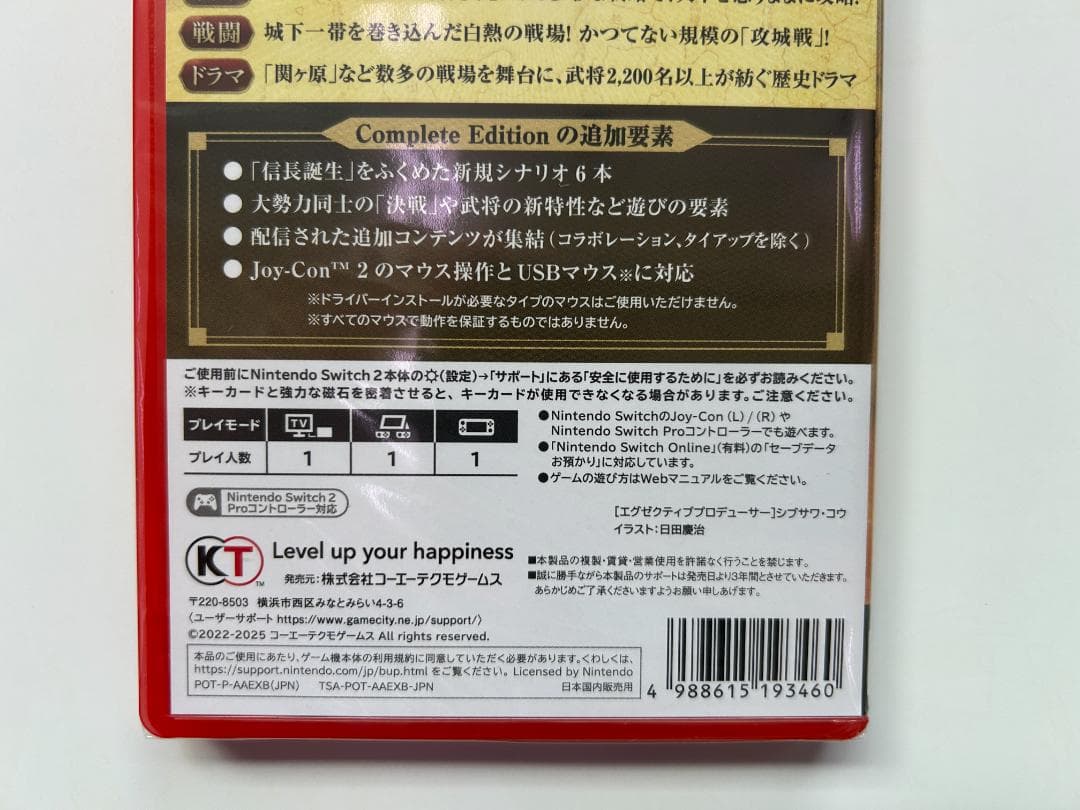 戦闘 城下一帯を巻き込んだ白熱の戦場! かつてない規模の「攻城戦」!
ドラマ 「関ヶ原」など数多の戦場を舞台に、武将2,200名以上が紡ぐ歴史ドラマ
Complete Edition の追加要素
●「信長誕生」をふくめた新規シナリオ6本
●大勢力同士の「決戦」や武将の新特性など遊びの要素
●配信された追加コンテンツが集結(コラボレーション、タイアップを除く)
●Joy-Con™ 2 のマウス操作とUSBマウス※に対応
※ドライバーインストールが必要なタイプのマウスはご使用いただけません。
※すべてのマウスで動作を保証するものではありません。
ご使用前にNintendo Switch 2本体の(設定)→「サポート」にある「安全に使用するために」を必ずお読みください。
※キーカードと強力な磁石を密着させると、キーカードが使用できなくなる場合があります。ご注意ください。
プレイモード TV
プレイ人数 1 1 1
●Nintendo SwitchのJoy-Con (L) / (R) や
Nintendo Switch Proコントローラーでも遊べます。
●「Nintendo Switch Online」(有料)の「セーブデータ
お預かり」に対応しています。
●ゲームの遊び方はWebマニュアルをご覧ください。
Nintendo Switch 2
Proコントローラー対応
[エグゼクティブプロデューサー]シブサワ・コウ
イラスト:日田慶治
KT™ Level up your happiness
発売元:株式会社コーエーテクモゲームス
〒220-8503 横浜市西区みなとみらい4-3-6
〈ユーザーサポート https://www.gamecity.ne.jp/support/〉
©2022-2025 コーエーテクモゲームス All rights reserved.
■本製品の複製・賃貸・営業使用を許諾なく行うことを禁じます。
■誠に勝手ながら本製品のサポートは発売日より3年間とさせていただきます。
あらかじめご了承くださいますようお願い申しあげます。
本品のご使用にあたり、ゲーム機本体の利用規約に同意していただく必要があります。くわしくは、
https://support.nintendo.com/jp/bup.html をご覧ください。 Licensed by Nintendo
POT-P-AAEXB(JPN) TSA-POT-AAEXB-JPN 日本国内販売用
4 988615 193460